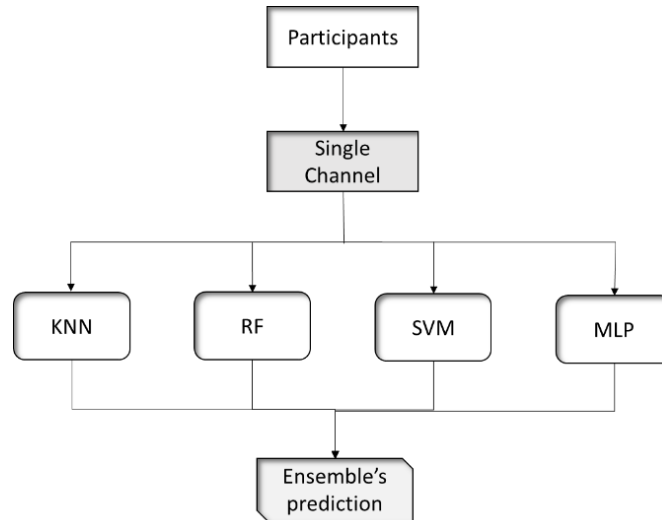 Participants
Single
Channel
KNN
RF
SVM
MLP
Ensemble's
prediction